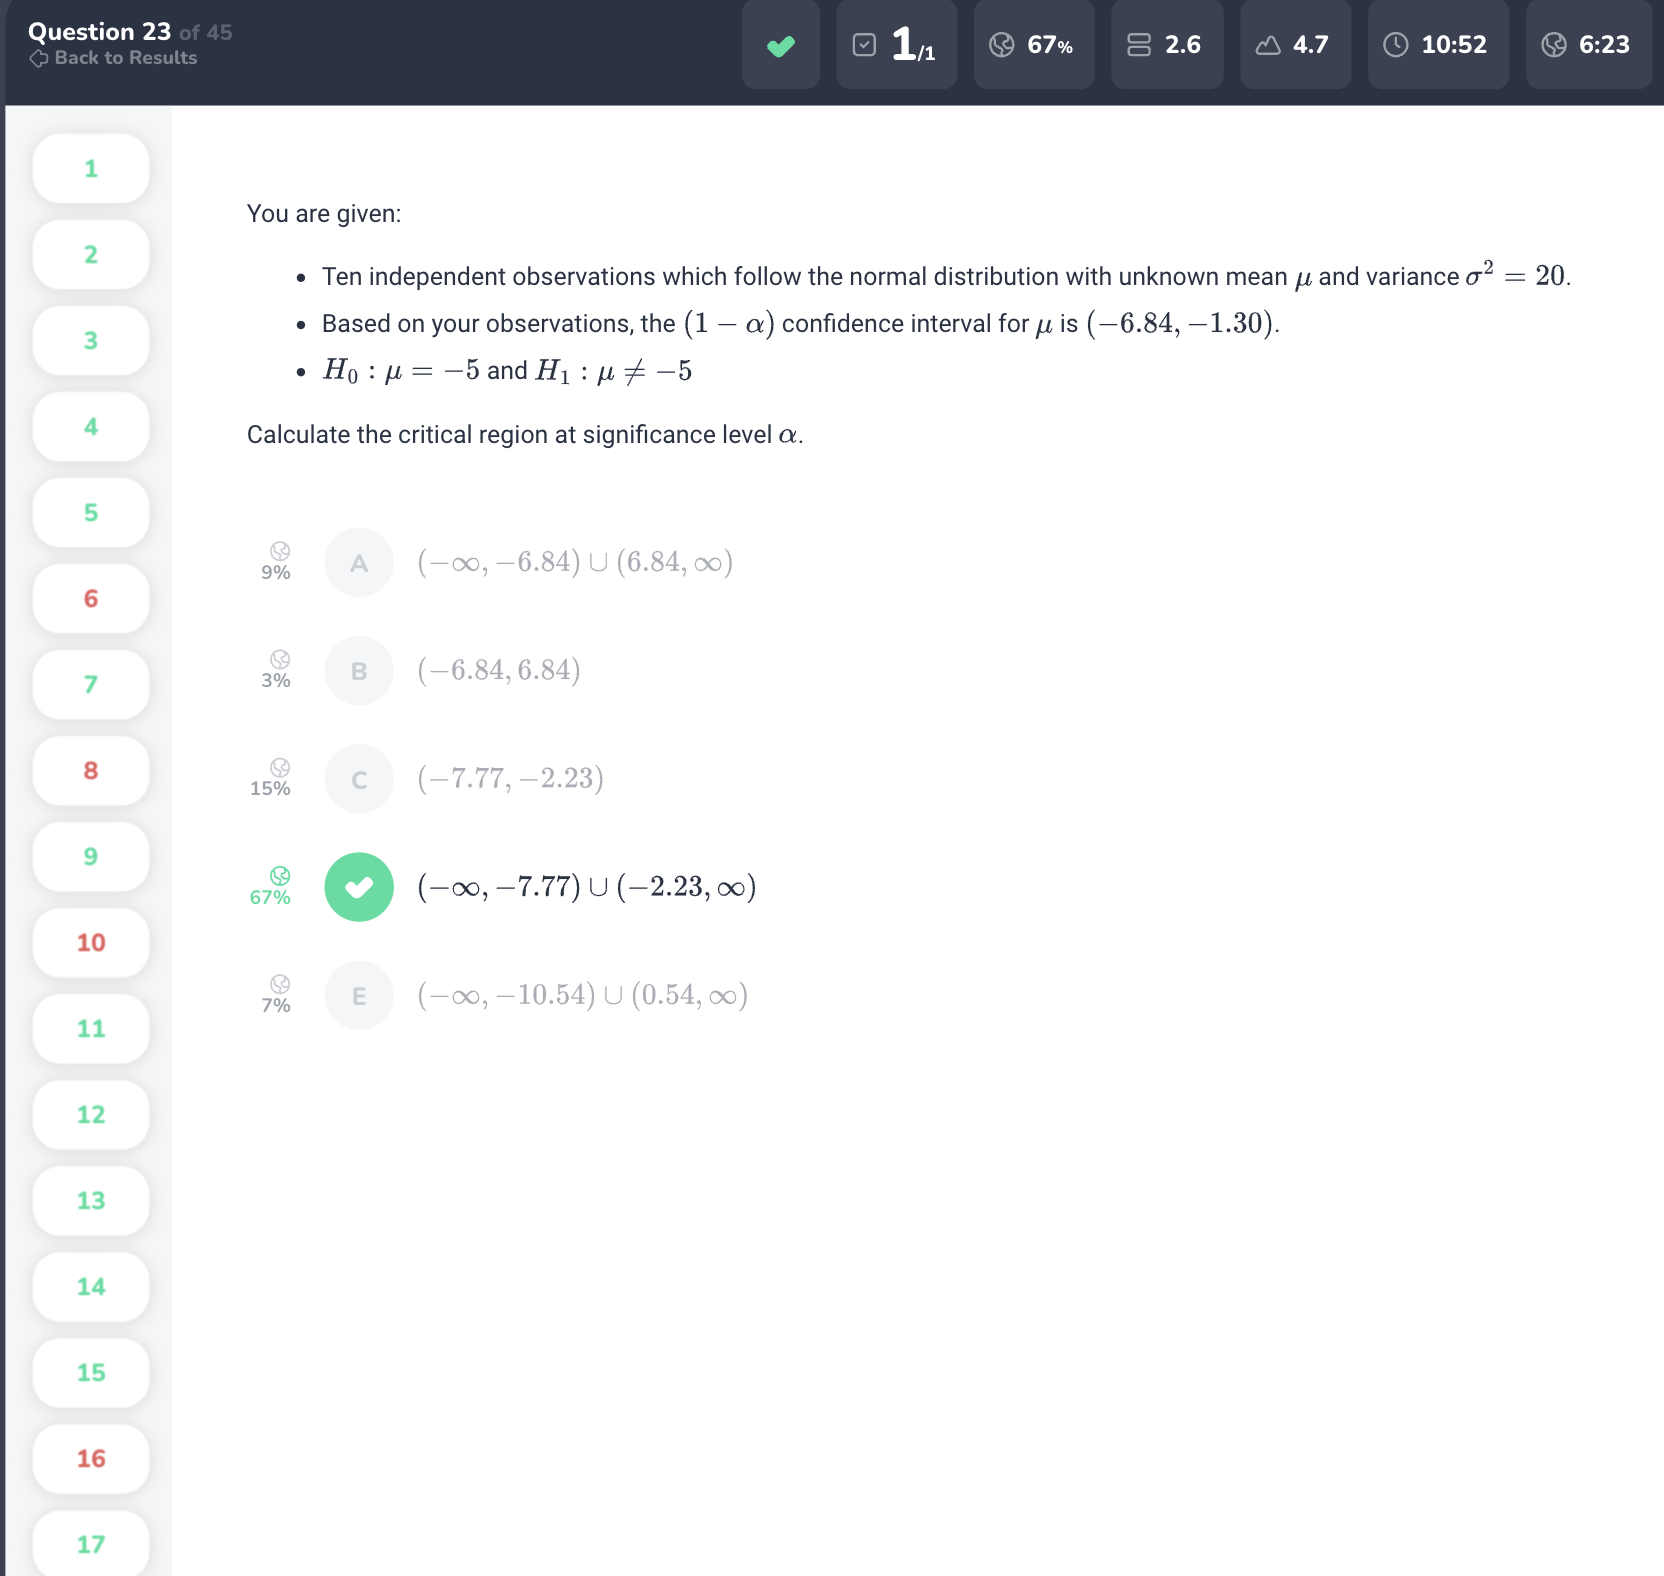 Question 23 of 45
Back to Results
1/1
67%
2.6
4.7
10:52
6:23
1
2
3
4
5
6
7
8
9
10
11
12
13
14
15
16
17
You are given:
• Ten independent observations which follow the normal distribution with unknown mean μ and variance σ² = 20.
• Based on your observations, the (1 − α) confidence interval for μ is (−6.84, −1.30).
• H₀ : μ = −5 and H₁ : μ ≠ −5
Calculate the critical region at significance level α.
9% A (−∞, −6.84) ∪ (6.84, ∞)
3% B (−6.84, 6.84)
15% C (−7.77, −2.23)
67% (−∞, −7.77) ∪ (−2.23, ∞)
7% E (−∞, −10.54) ∪ (0.54, ∞)